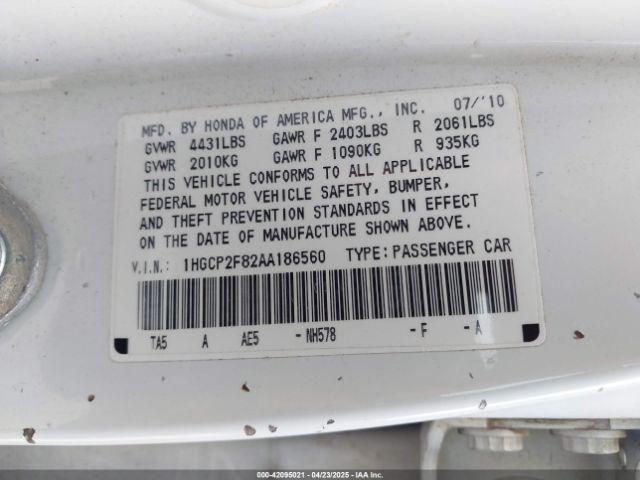 MFD. BY HONDA OF AMERICA MFG., INC. 07/'10
GVWR 4431LBS GAWR F 2403LBS R 2061LBS
GVWR 2010KG GAWR F 1090KG R 935KG
THIS VEHICLE CONFORMS TO ALL APPLICABLE
FEDERAL MOTOR VEHICLE SAFETY, BUMPER,
AND THEFT PREVENTION STANDARDS IN EFFECT
ON THE DATE OF MANUFACTURE SHOWN ABOVE.
V.I.N.: 1HGCP2F82AA186560 TYPE:PASSENGER CAR
TA5 A AE5 -NH578 -F -A
000-42095021 - 04/23/2025 - IAAI.COM